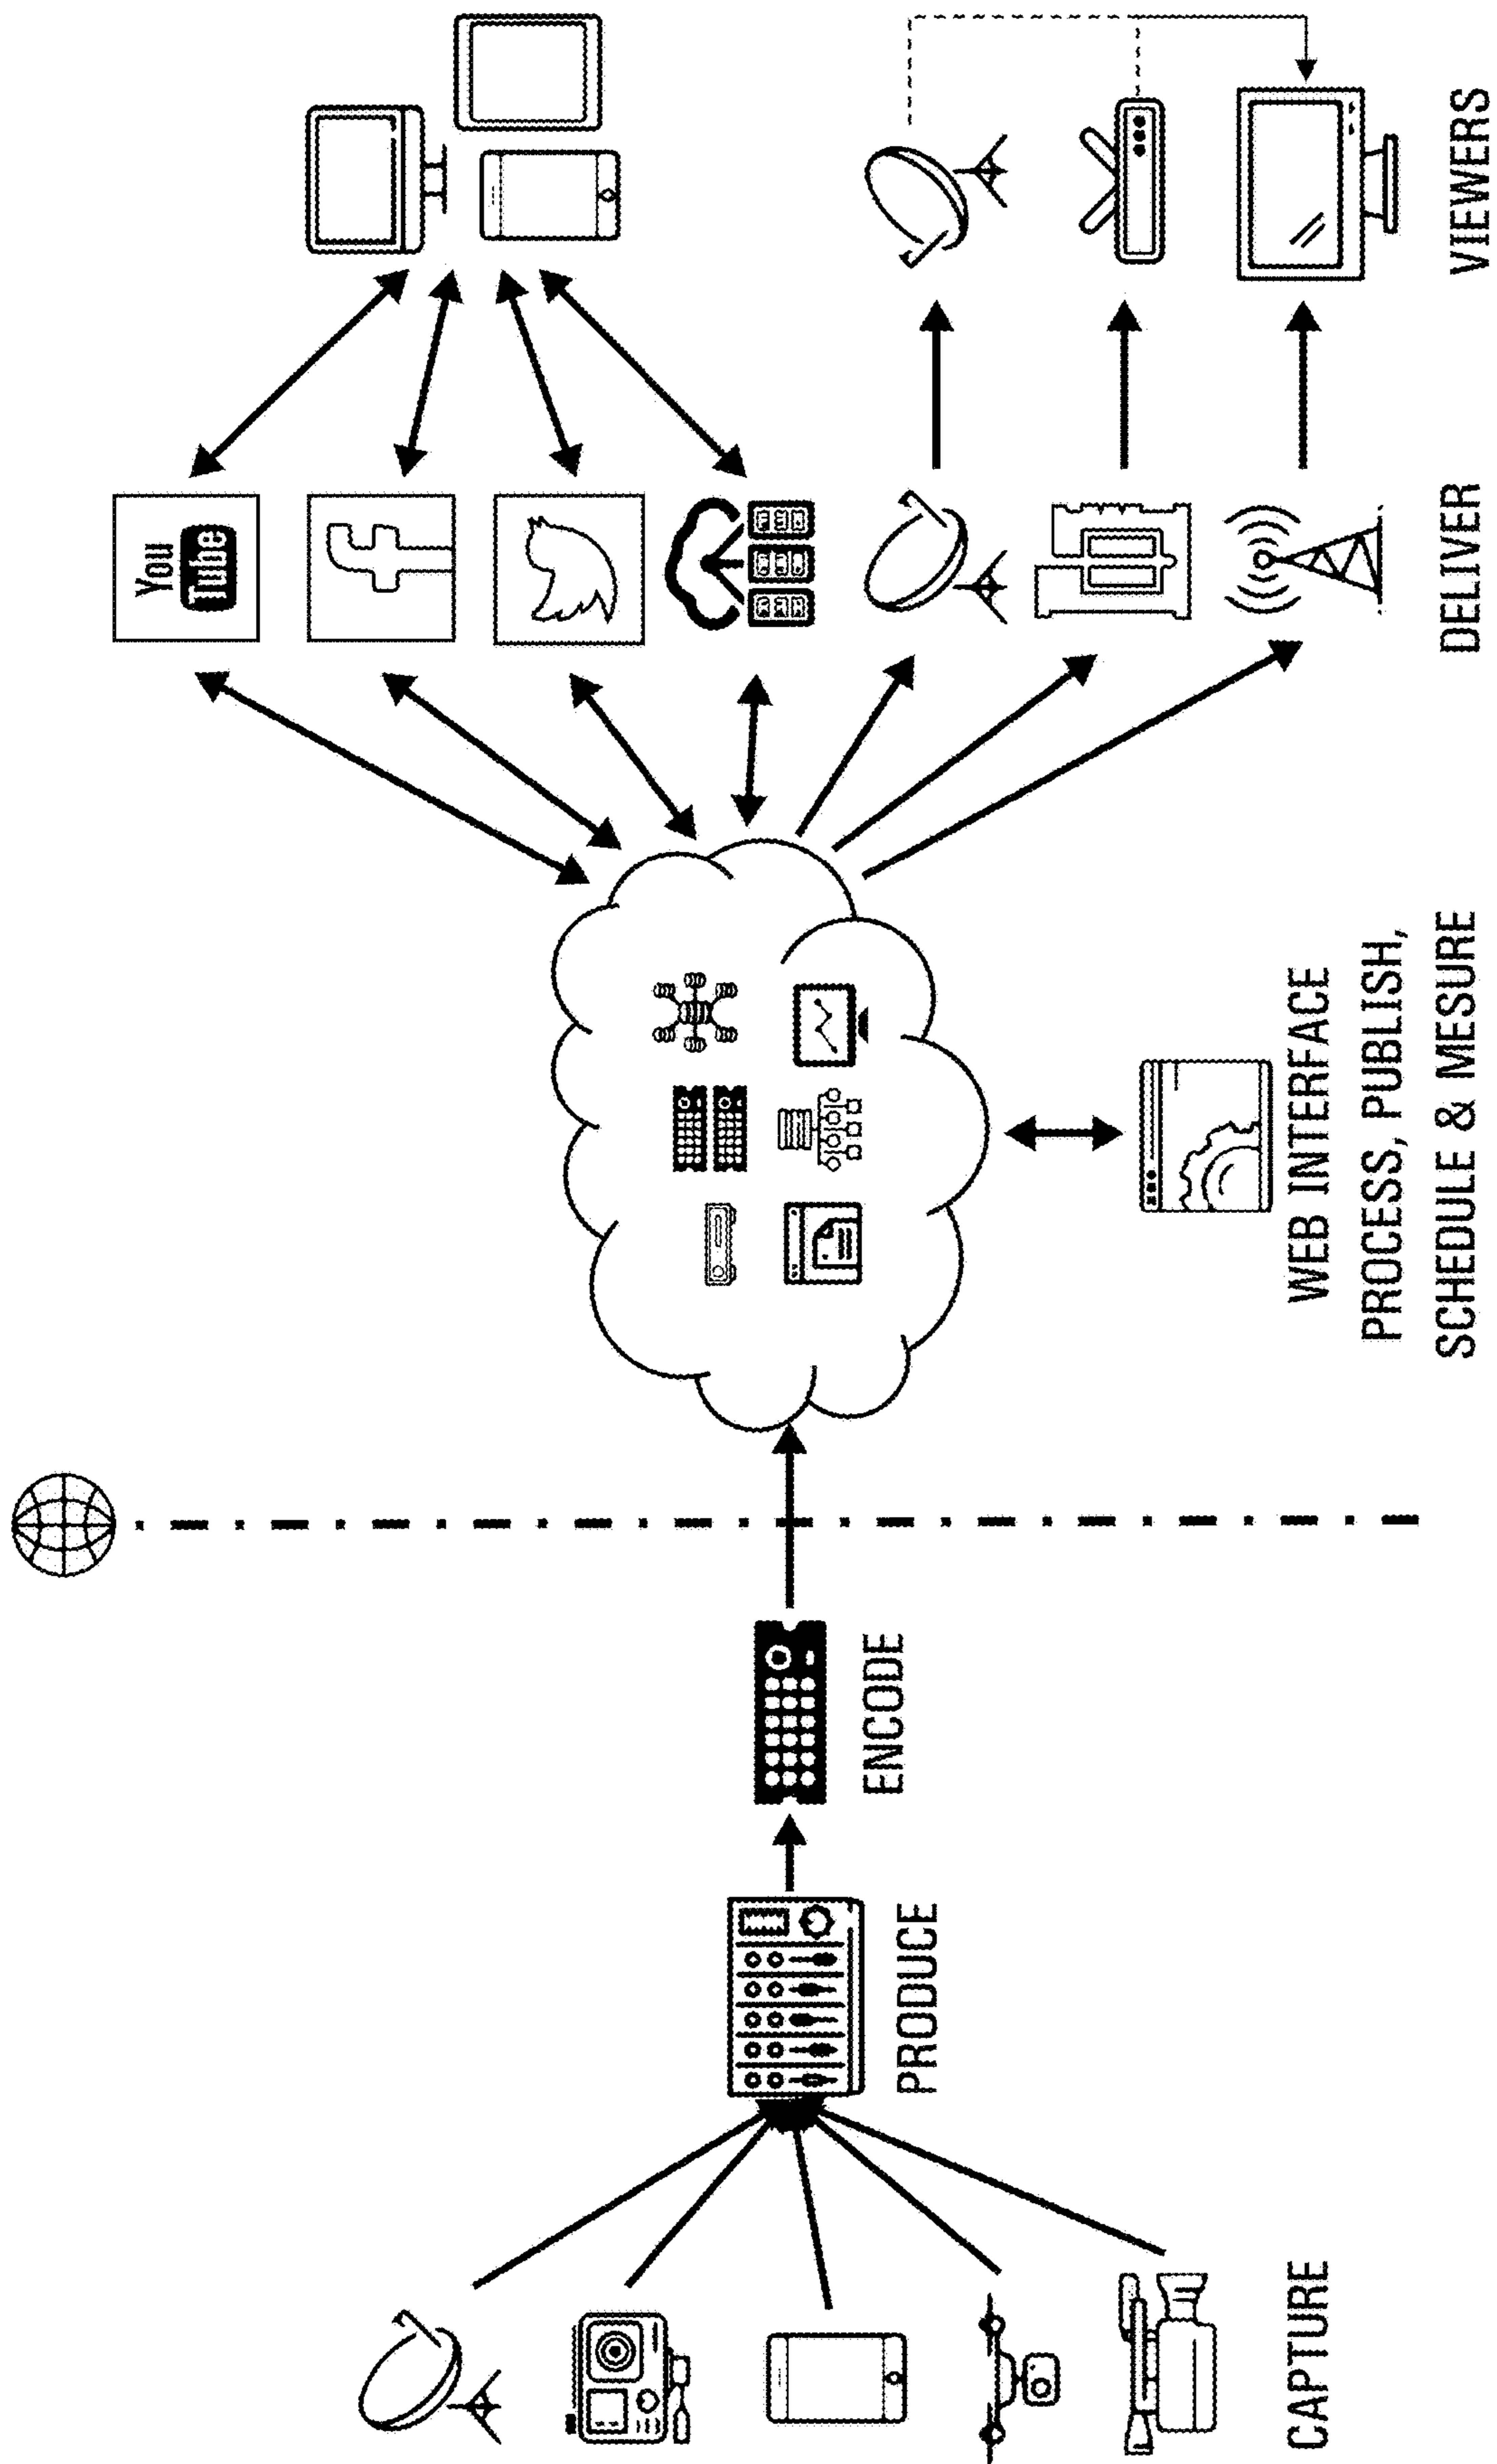 CAPTURE
PRODUCE
ENCODE
WEB INTERFACE
PROCESS, PUBLISH,
SCHEDULE & MESURE
You
Tube
f
DELIVER
VIEWERS